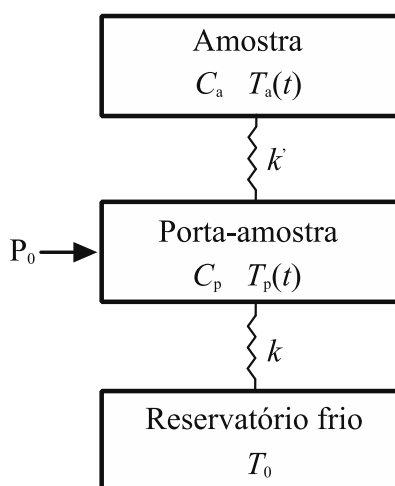 Amostra
Cₐ Tₐ(t)
k’
P₀
Porta-amostra
Cₚ Tₚ(t)
k
Reservatório frio
T₀